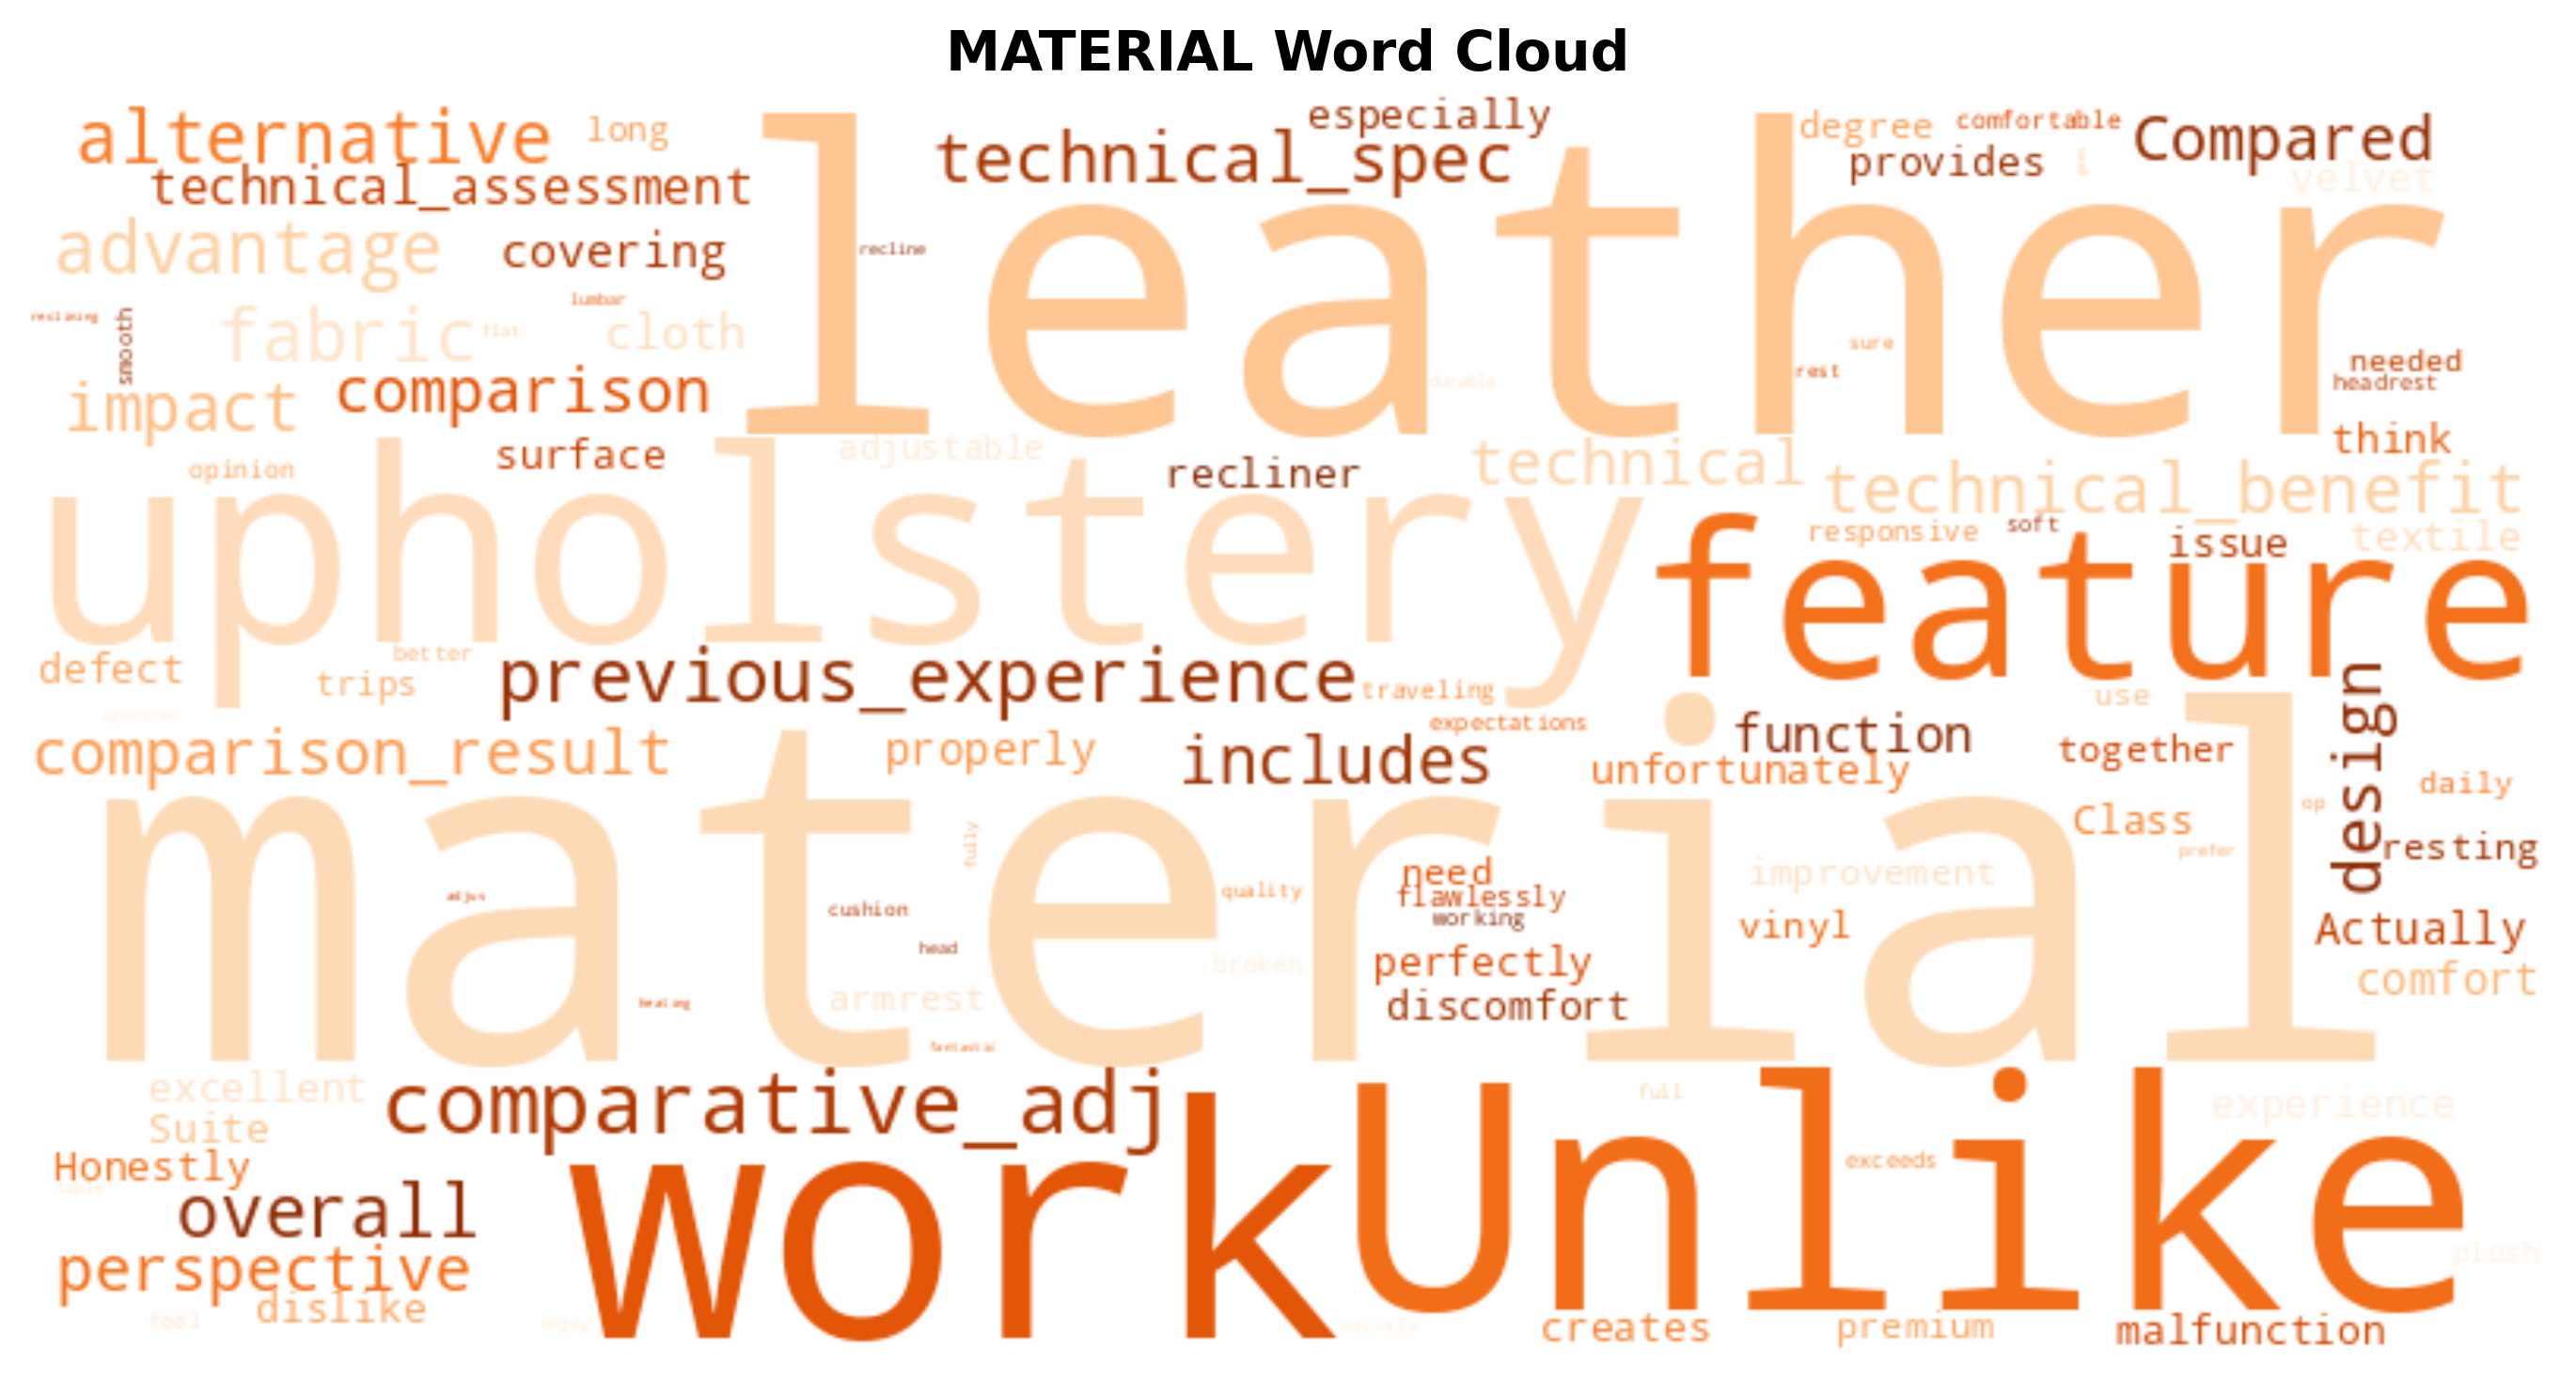 MATERIAL Word Cloud
especially
alternative
long
technical_spec
degree
comfortable
Compared
provides
velvet
technical_assessment
leather
advantage
covering
recline
lumbar
reclining
smooth
fabric
flat
cloth
sure
rest
needed
headrest
durable
impact
comparison
think
surface
adjustable
recliner
technical
technical_benefit
opinion
upholstery
responsive
soft
issue
textile
feature
defect
better
trips
previous_experience
traveling
use
design
operates
expectations
function
comparison_result
properly
includes
unfortunately
together
daily
op
Class
prefer
resting
material
fully
need
improvement
quality
flawlessly
adjus
cushion
working
vinyl
Actually
head
broken
perfectly
comfort
armrest
heating
discomfort
fantastic
excellent
comparative_adj
full
experience
Suite
Honestly
exceeds
overall
work
Unlike
perspective
plush
dislike
feel
enjoy
massage
creates
premium
malfunction